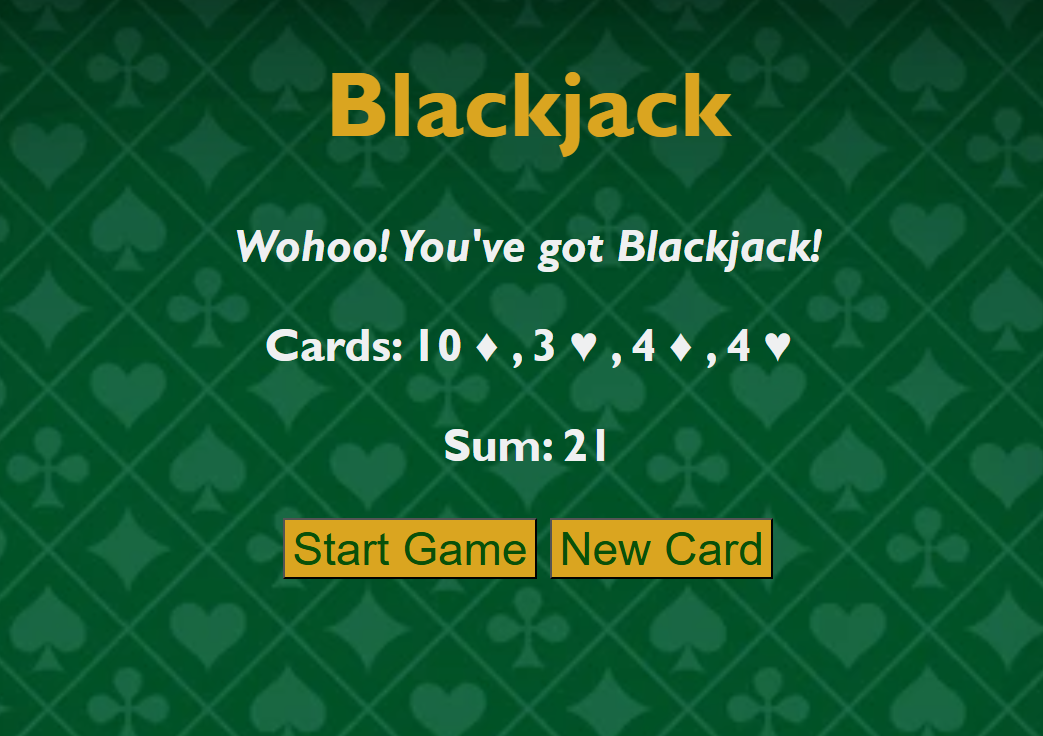 Blackjack
Wohoo! You've got Blackjack!
Cards: 10 ♦ , 3 ♥ , 4 ♦ , 4 ♥
Sum: 21
Start Game New Card